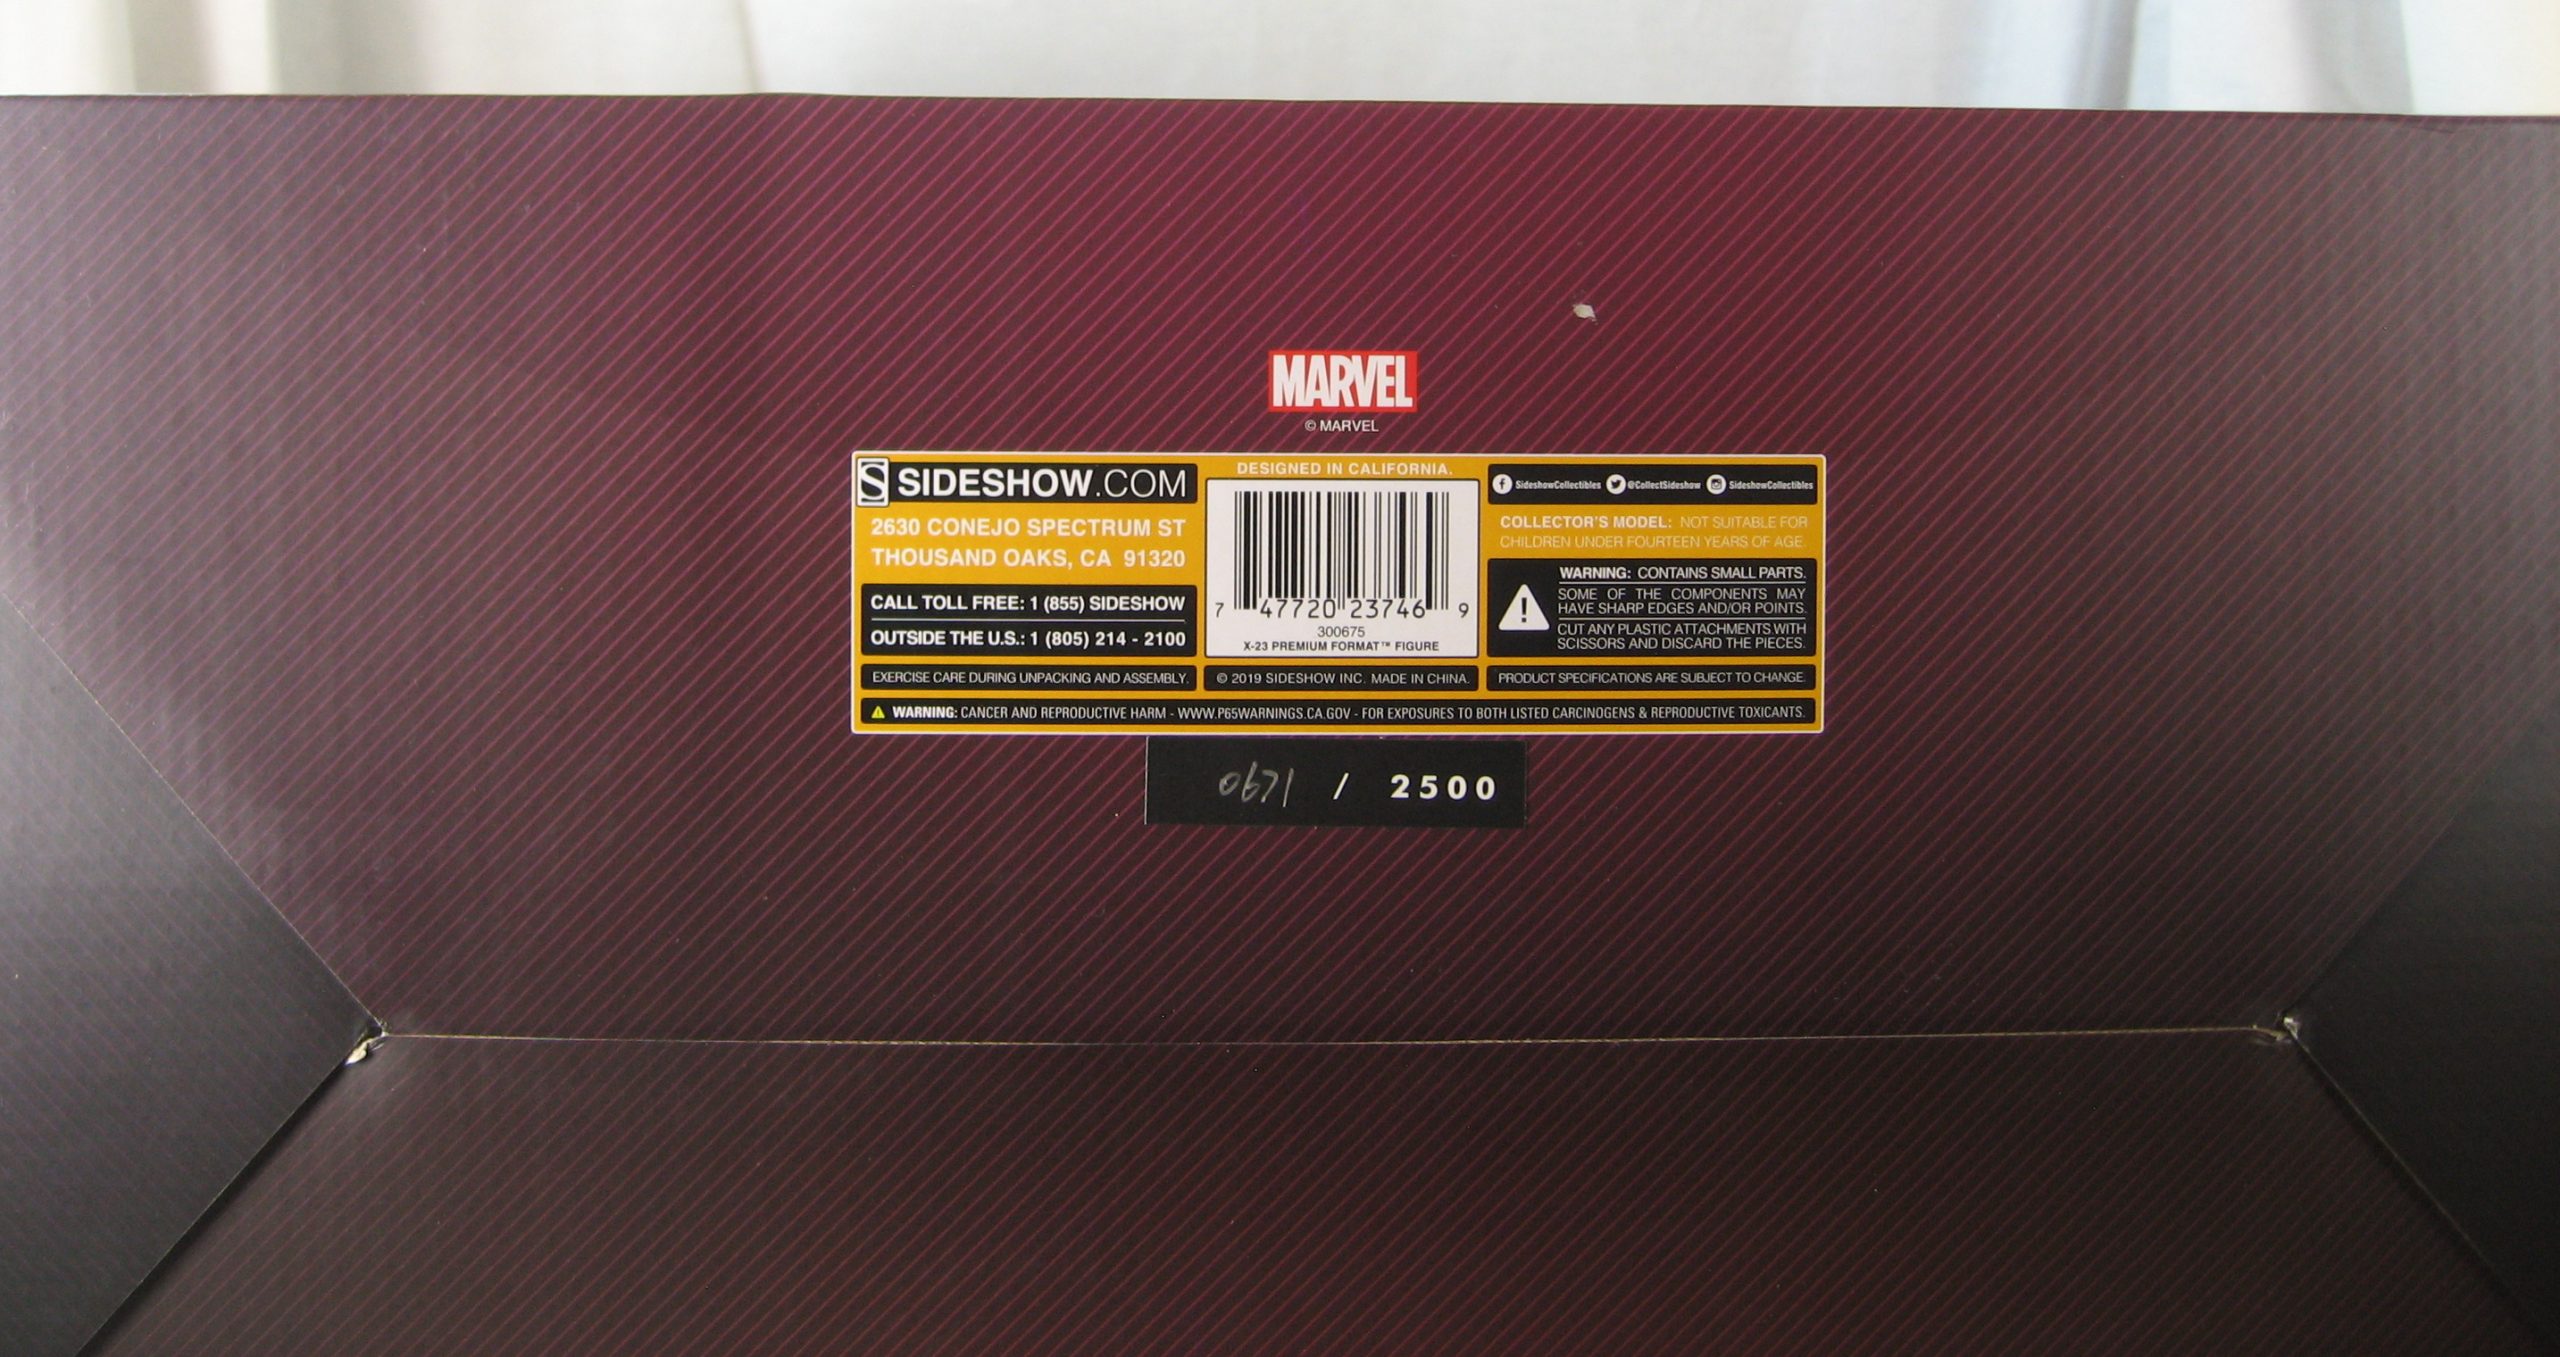 MARVEL
© MARVEL
S SIDESHOW.COM
2630 CONEJO SPECTRUM ST
THOUSAND OAKS, CA 91320
CALL TOLL FREE: 1 (855) SIDESHOW
OUTSIDE THE U.S.: 1 (805) 214 - 2100
EXERCISE CARE DURING UNPACKING AND ASSEMBLY.
DESIGNED IN CALIFORNIA.
7 47720 23746 9
300675
X-23 PREMIUM FORMAT™ FIGURE
© 2019 SIDESHOW INC. MADE IN CHINA.
SideshowCollectibles @CollectSideshow SideshowCollectibles
COLLECTOR'S MODEL: NOT SUITABLE FOR
CHILDREN UNDER FOURTEEN YEARS OF AGE.
WARNING: CONTAINS SMALL PARTS.
SOME OF THE COMPONENTS MAY
HAVE SHARP EDGES AND/OR POINTS.
CUT ANY PLASTIC ATTACHMENTS WITH
SCISSORS AND DISCARD THE PIECES.
PRODUCT SPECIFICATIONS ARE SUBJECT TO CHANGE.
WARNING: CANCER AND REPRODUCTIVE HARM - WWW.P65WARNINGS.CA.GOV - FOR EXPOSURES TO BOTH LISTED CARCINOGENS & REPRODUCTIVE TOXICANTS.
0671 / 2500